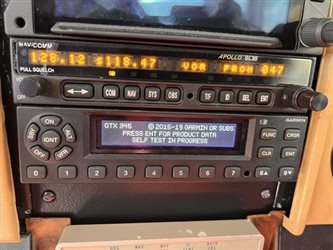 NAV/COMM
APOLLO SL30
128.12 s118.47 VOR FROM 047
PULL SQUELCH
OFF
COM NAV SYS OBS T/F ID SEL ENT
GARMIN
GTX 345 © 2015-19 GARMIN OR SUBS
PRESS ENT FOR PRODUCT DATA
SELF TEST IN PROGRESS
STBY ON ALT VFR IDNT OFF
FUNC CRSR
CLR ENT
0 1 2 3 4 5 6 7 8▲ 9▼